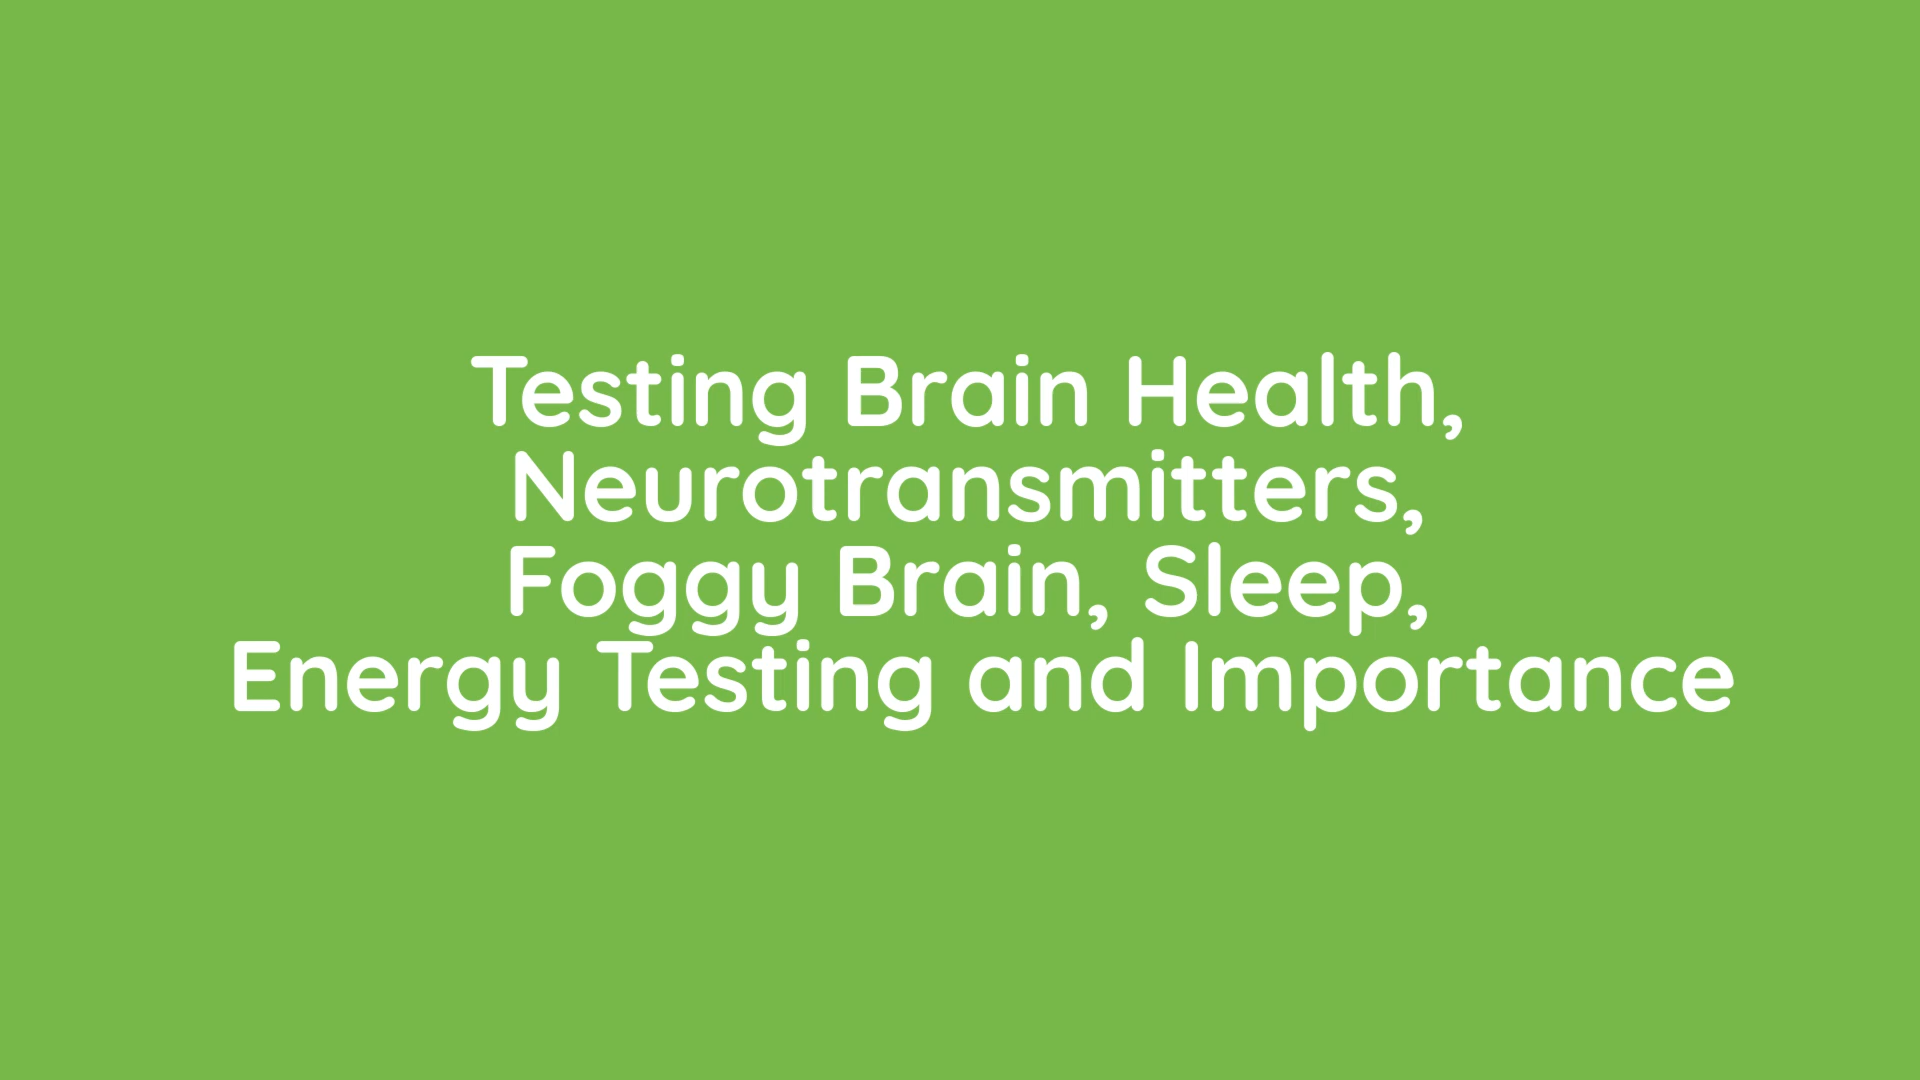 Testing Brain Health,
Neurotransmitters,
Foggy Brain, Sleep,
Energy Testing and Importance